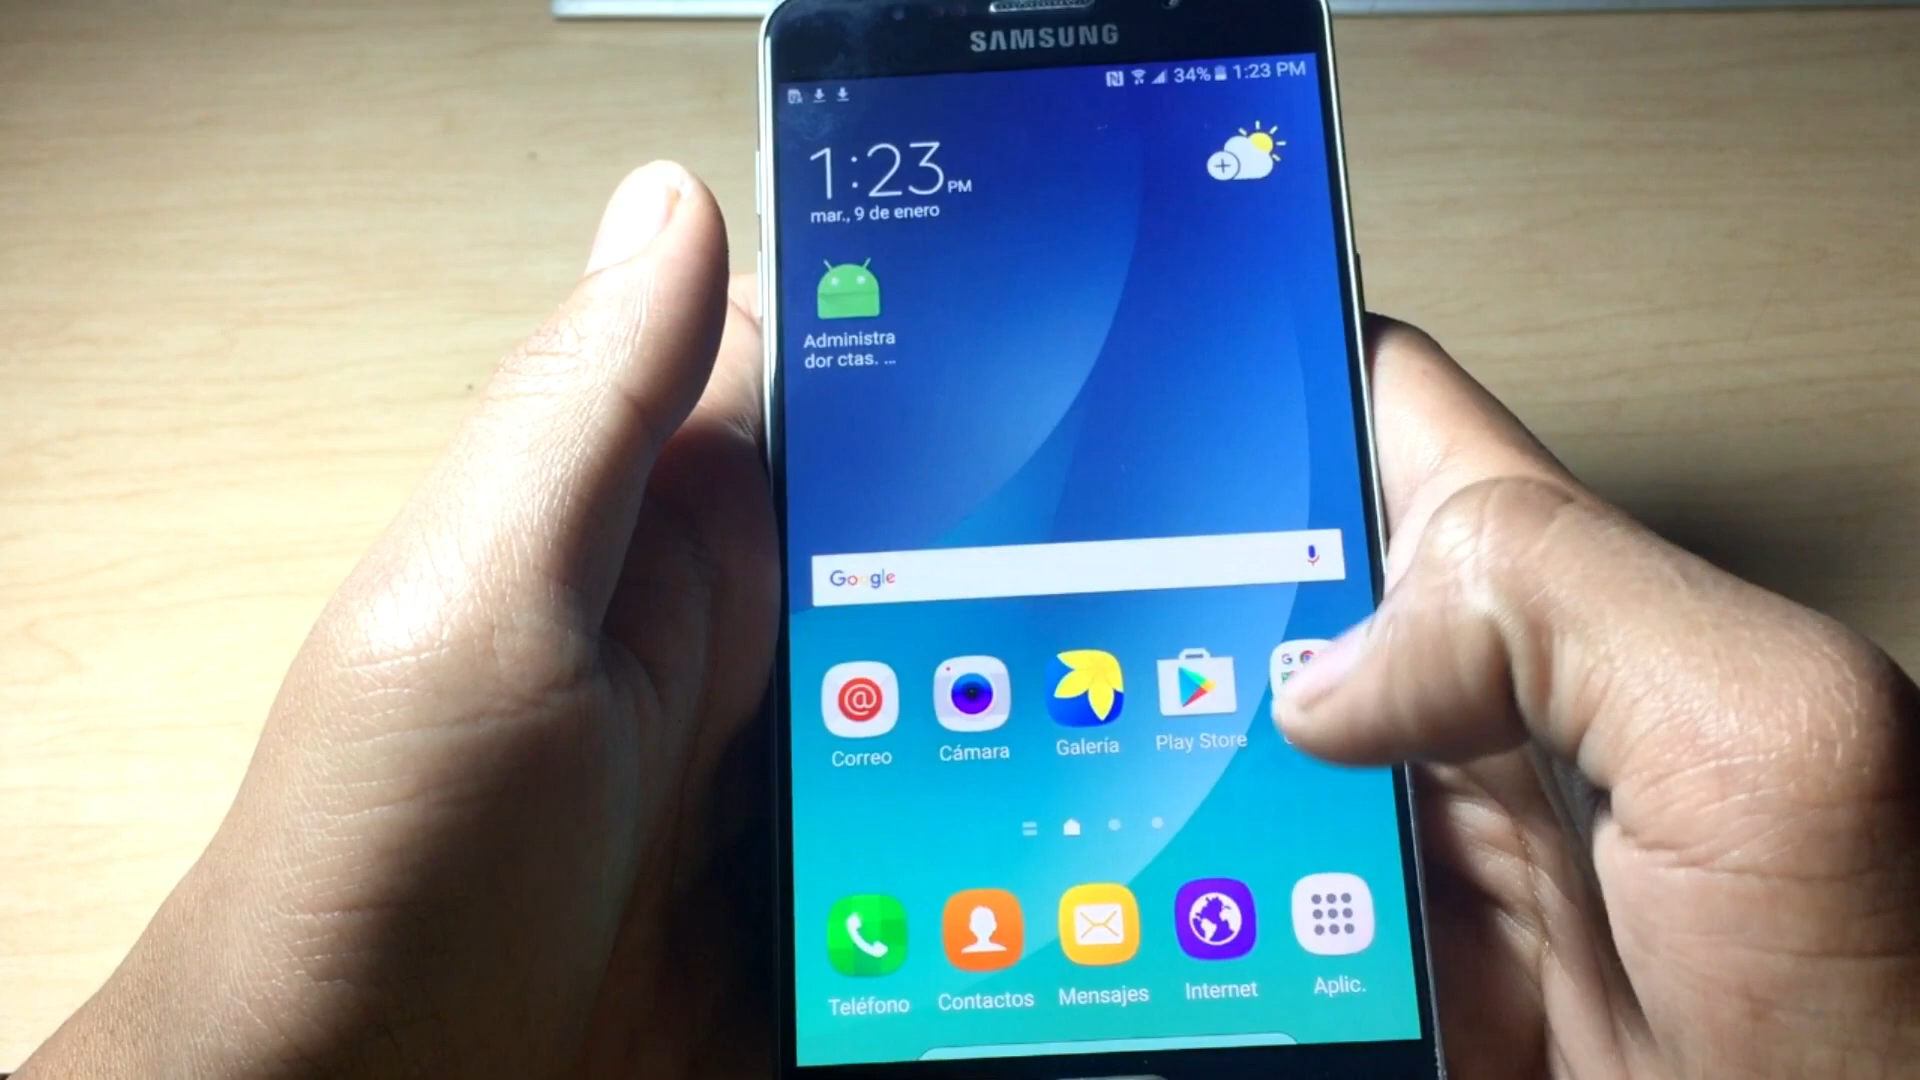 SAMSUNG
34% 1:23 PM
1:23 PM
mar., 9 de enero
Administra
dor ctas. ...
Google
Correo
Cámara
Galería
Play Store
Teléfono
Contactos
Mensajes
Internet
Aplic.